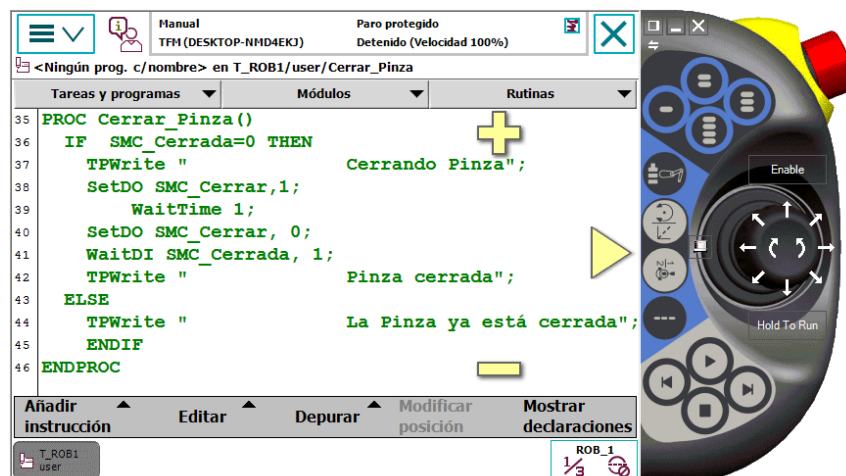 Manual
TFM (DESKTOP-NMD4EKJ)
Paro protegido
Detenido (Velocidad 100%)
<Ningún prog. c/nombre> en T_ROB1/user/Cerrar_Pinza
Tareas y programas Módulos Rutinas
35 PROC Cerrar_Pinza()
36 IF SMC_Cerrada=0 THEN
37 TPWrite " Cerrando Pinza";
38 SetDO SMC_Cerrar,1;
39 WaitTime 1;
40 SetDO SMC_Cerrar, 0;
41 WaitDI SMC_Cerrada, 1;
42 TPWrite " Pinza cerrada";
43 ELSE
44 TPWrite " La Pinza ya está cerrada";
45 ENDIF
46 ENDPROC
Añadir instrucción Editar Depurar Modificar posición Mostrar declaraciones
T_ROB1
user
ROB_1
1/3
Enable
Hold To Run